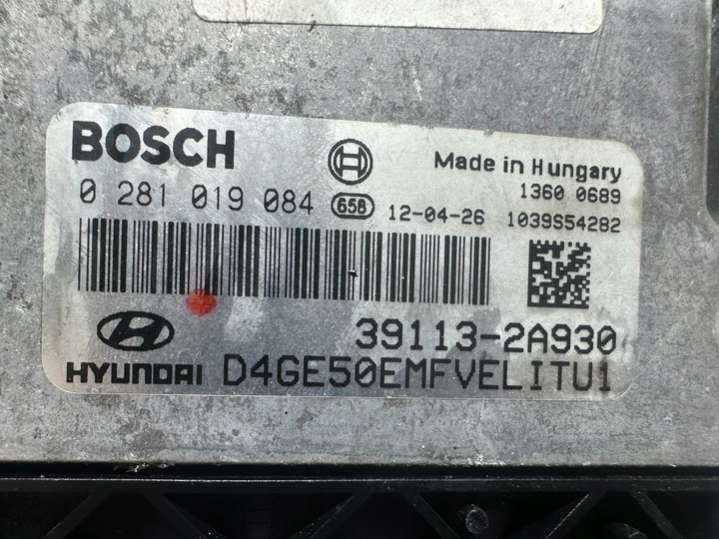 BOSCH
Made in Hungary
1360 0689
0 281 019 084 658 12-04-26 1039S54282
39113-2A930
HYUNDAI D4GE50EMFVELITU1